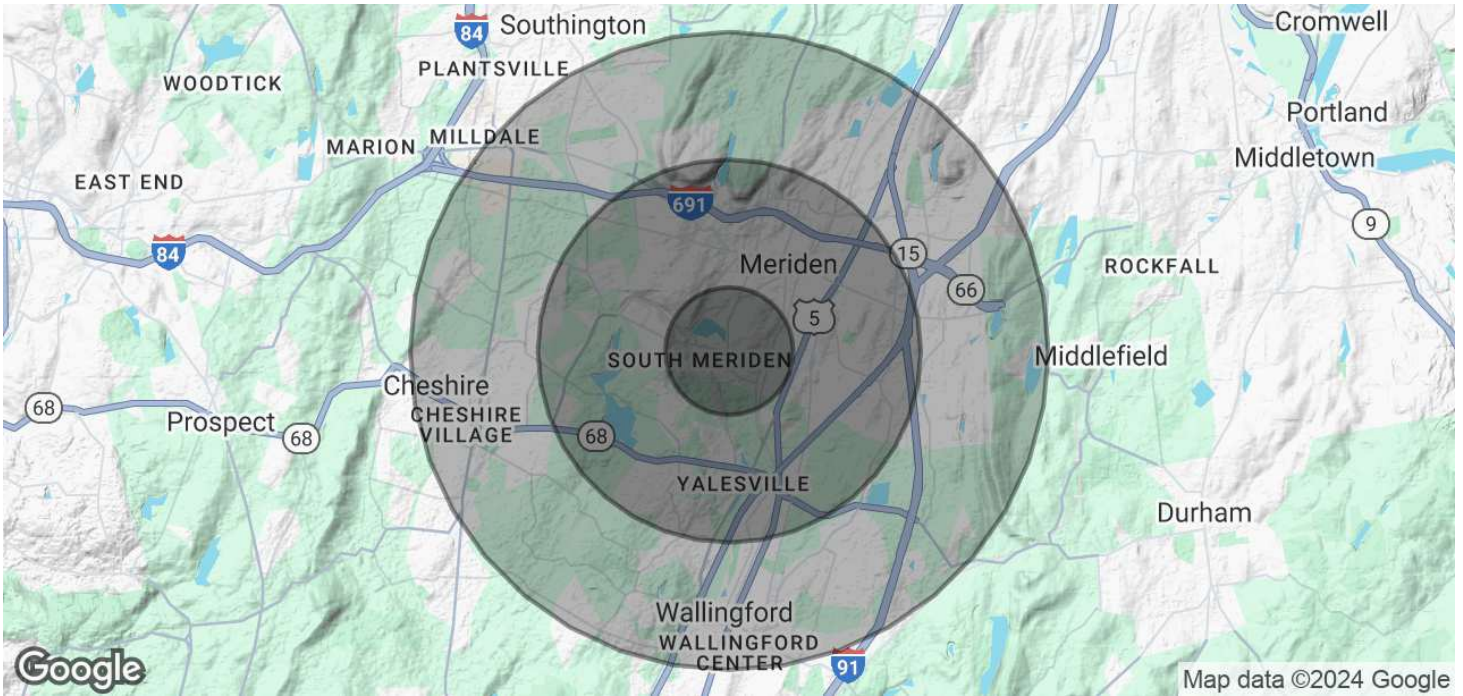 Cromwell
84
Southington
PLANTSVILLE
WOODTICK
Portland
MARION
MILLDALE
Middletown
EAST END
691
9
84
15
Meriden
ROCKFALL
66
5
SOUTH MERIDEN
Middlefield
Cheshire
68
CHESHIRE
VILLAGE
Prospect
68
68
YALESVILLE
Durham
Wallingford
WALLINGFORD
CENTER
91
Google
Map data ©2024 Google